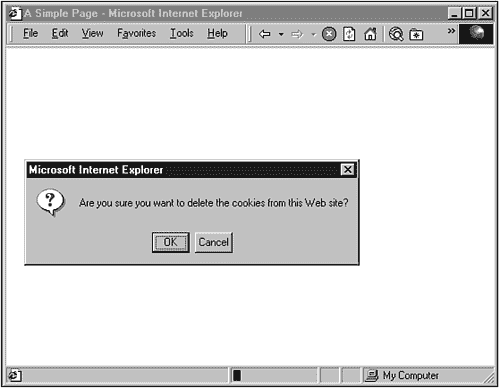 A Simple Page - Microsoft Internet Explorer
File Edit View Favorites Tools Help »
Microsoft Internet Explorer
? Are you sure you want to delete the cookies from this Web site?
OK Cancel
My Computer